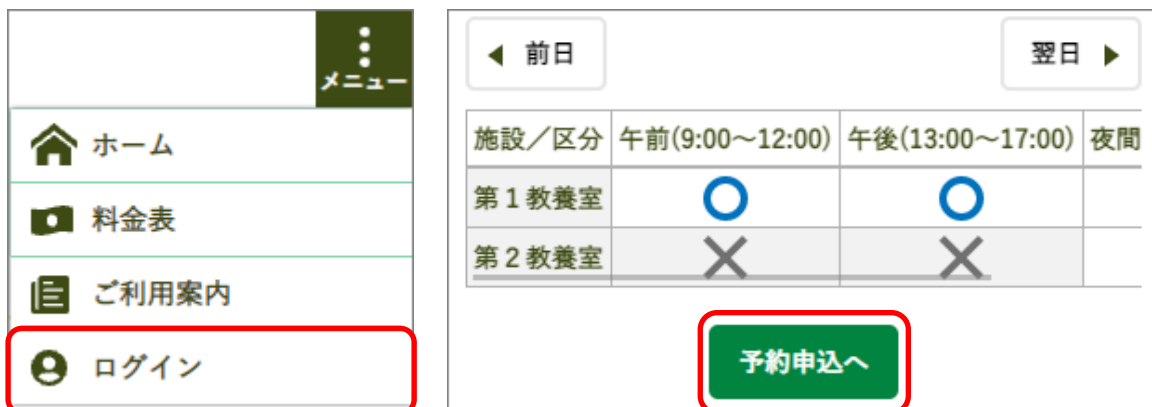 メニュー
ホーム
料金表
ご利用案内
ログイン
前日
翌日
施設／区分 午前(9:00～12:00) 午後(13:00～17:00) 夜間
第１教養室
第２教養室
予約申込へ